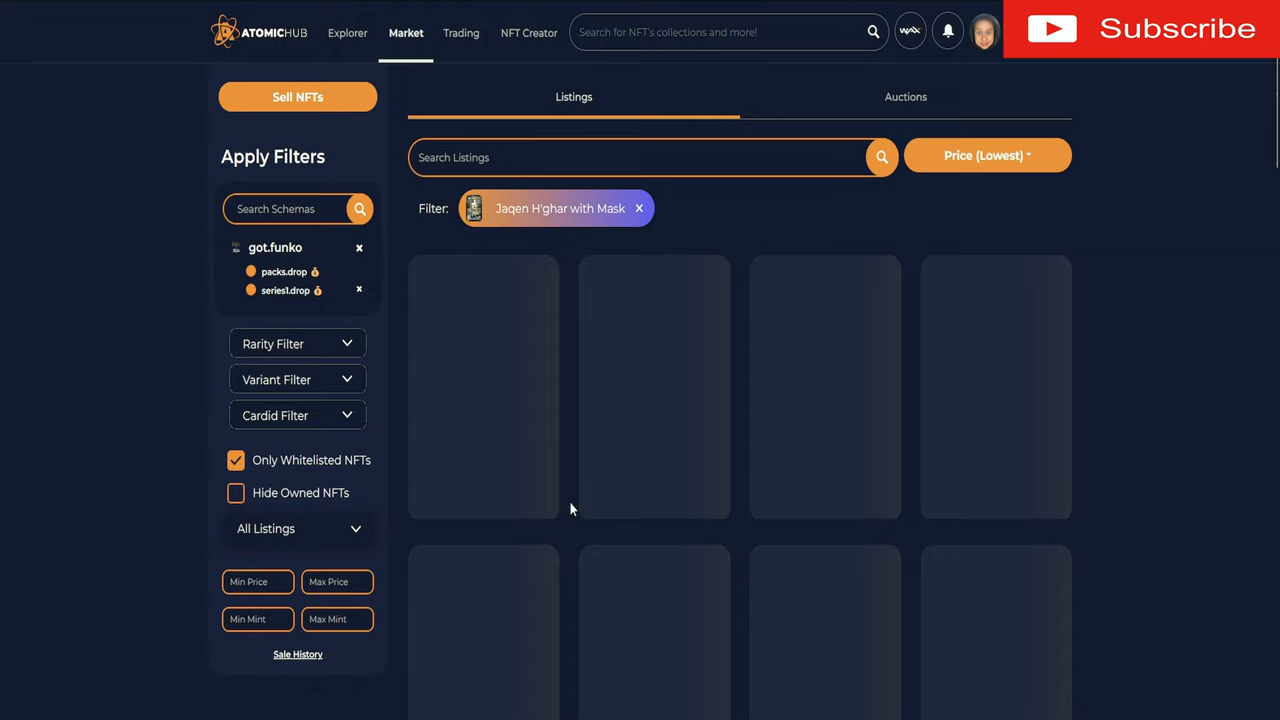 ATOMICHUB
Explorer
Market
Trading
NFT Creator
Search for NFT's collections and more!
WAX
Subscribe
Sell NFTs
Listings
Auctions
Apply Filters
Search Listings
Price (Lowest)
Search Schemas
Filter:
Jaqen H'ghar with Mask
got.funko
packs.drop
series1.drop
Rarity Filter
Variant Filter
Cardid Filter
Only Whitelisted NFTs
Hide Owned NFTs
All Listings
Min Price
Max Price
Min Mint
Max Mint
Sale History